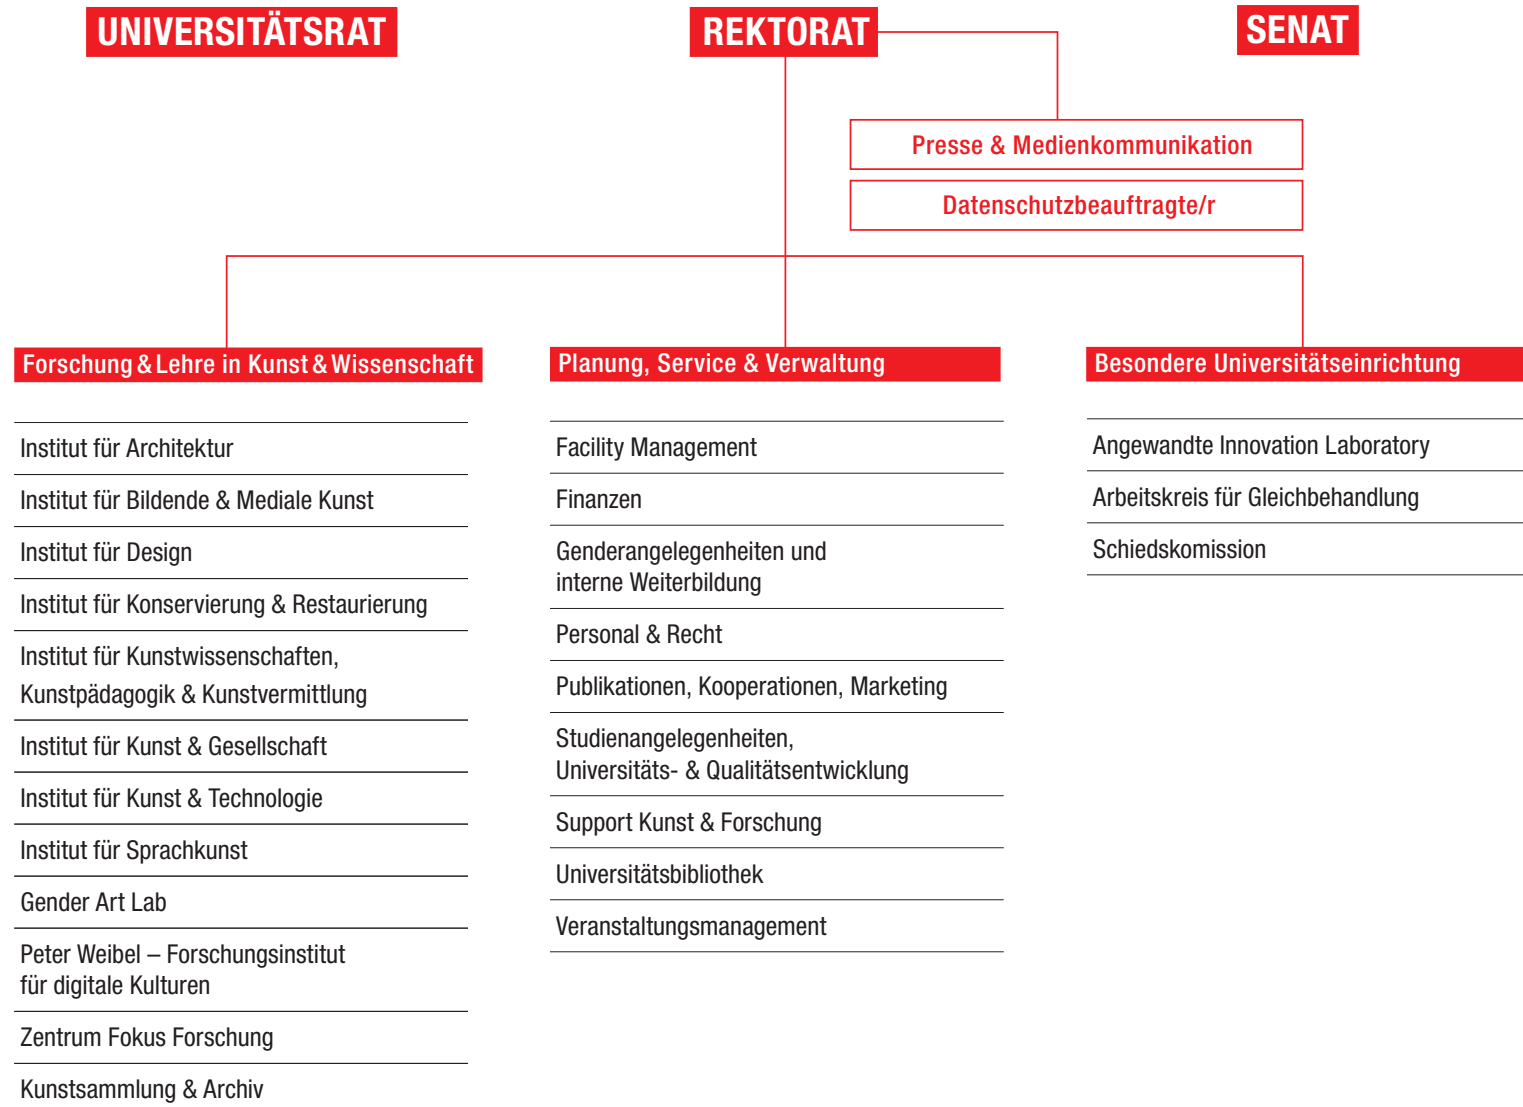 UNIVERSITÄTSRAT
REKTORAT
SENAT
Presse & Medienkommunikation
Datenschutzbeauftragte/r
Forschung & Lehre in Kunst & Wissenschaft
Institut für Architektur
Institut für Bildende & Mediale Kunst
Institut für Design
Institut für Konservierung & Restaurierung
Institut für Kunstwissenschaften,
Kunstpädagogik & Kunstvermittlung
Institut für Kunst & Gesellschaft
Institut für Kunst & Technologie
Institut für Sprachkunst
Gender Art Lab
Peter Weibel – Forschungsinstitut
für digitale Kulturen
Zentrum Fokus Forschung
Kunstsammlung & Archiv
Planung, Service & Verwaltung
Facility Management
Finanzen
Genderangelegenheiten und
interne Weiterbildung
Personal & Recht
Publikationen, Kooperationen, Marketing
Studienangelegenheiten,
Universitäts- & Qualitätsentwicklung
Support Kunst & Forschung
Universitätsbibliothek
Veranstaltungsmanagement
Besondere Universitätseinrichtung
Angewandte Innovation Laboratory
Arbeitskreis für Gleichbehandlung
Schiedskomission